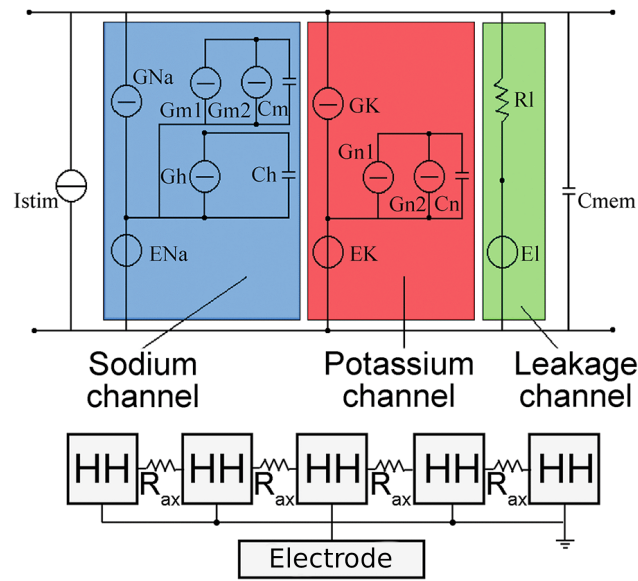 GNa
Gm1 Gm2 Cm
GK
Rl
Gn1
Gh
Ch
Istim
Gn2 Cn
Cmem
ENa
EK
El
Sodium
channel
Potassium
channel
Leakage
channel
HH HH HH HH HH
Rax Rax Rax Rax
Electrode